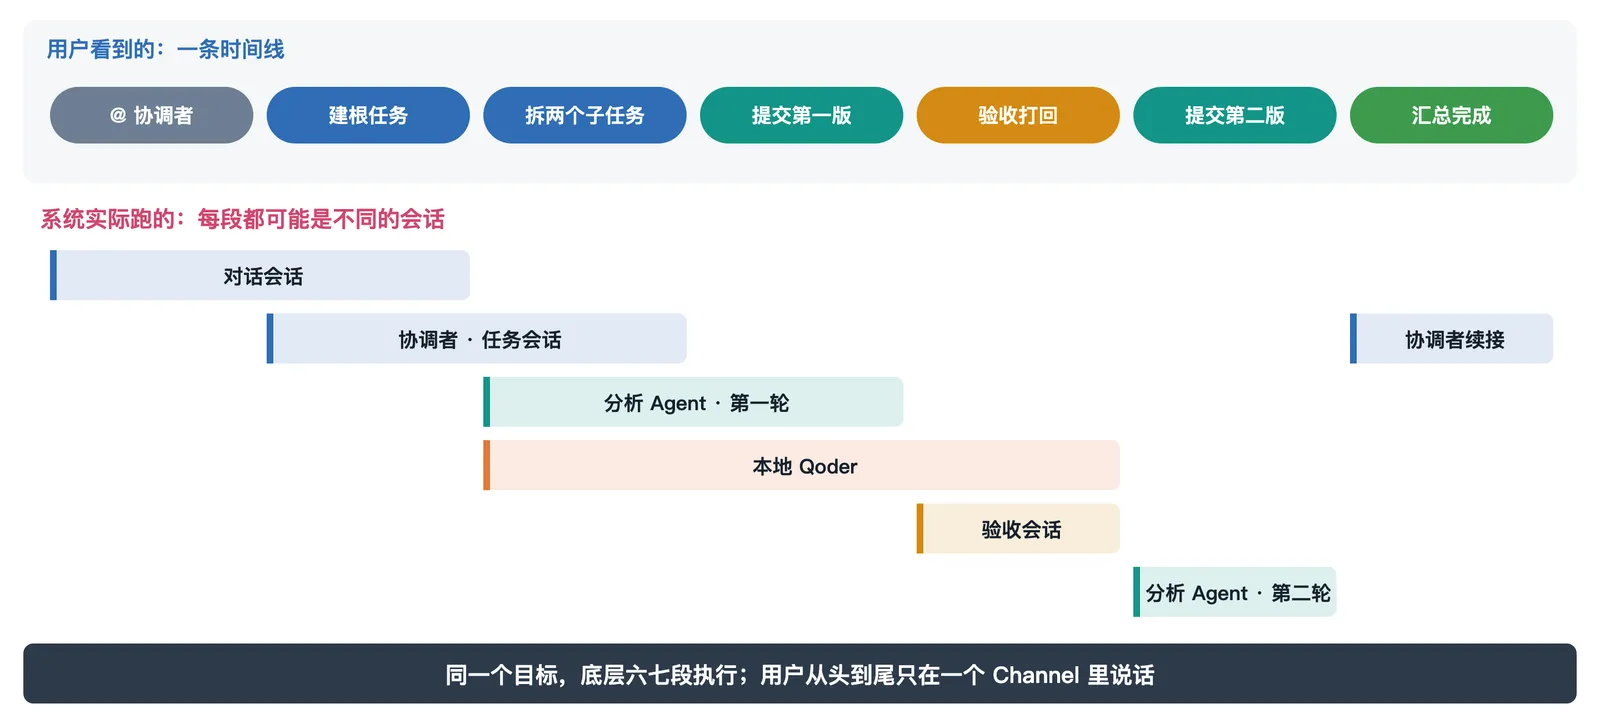 用户看到的：一条时间线
@ 协调者
建根任务
拆两个子任务
提交第一版
验收打回
提交第二版
汇总完成
系统实际跑的：每段都可能是不同的会话
对话会话
协调者 · 任务会话
协调者续接
分析 Agent · 第一轮
本地 Qoder
验收会话
分析 Agent · 第二轮
同一个目标，底层六七段执行；用户从头到尾只在一个 Channel 里说话